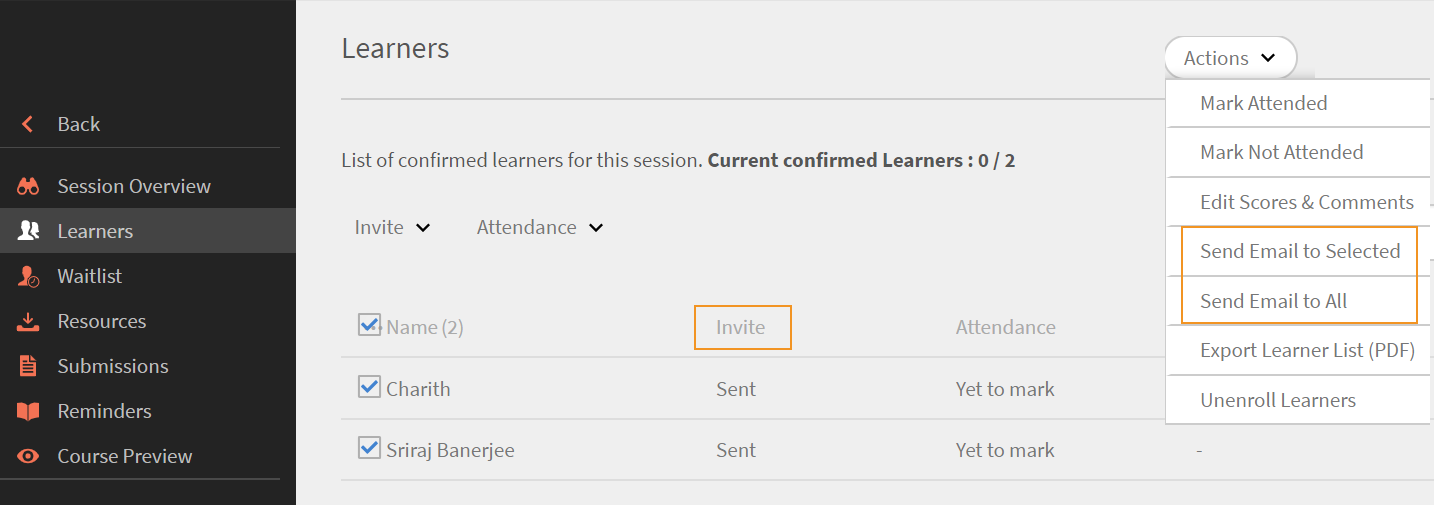 Back
Session Overview
Learners
Waitlist
Resources
Submissions
Reminders
Course Preview
Learners
List of confirmed learners for this session. Current confirmed Learners : 0 / 2
Invite
Attendance
Name (2)
Invite
Attendance
Charith
Sent
Yet to mark
Sriraj Banerjee
Sent
Yet to mark
-
Actions
Mark Attended
Mark Not Attended
Edit Scores & Comments
Send Email to Selected
Send Email to All
Export Learner List (PDF)
Unenroll Learners